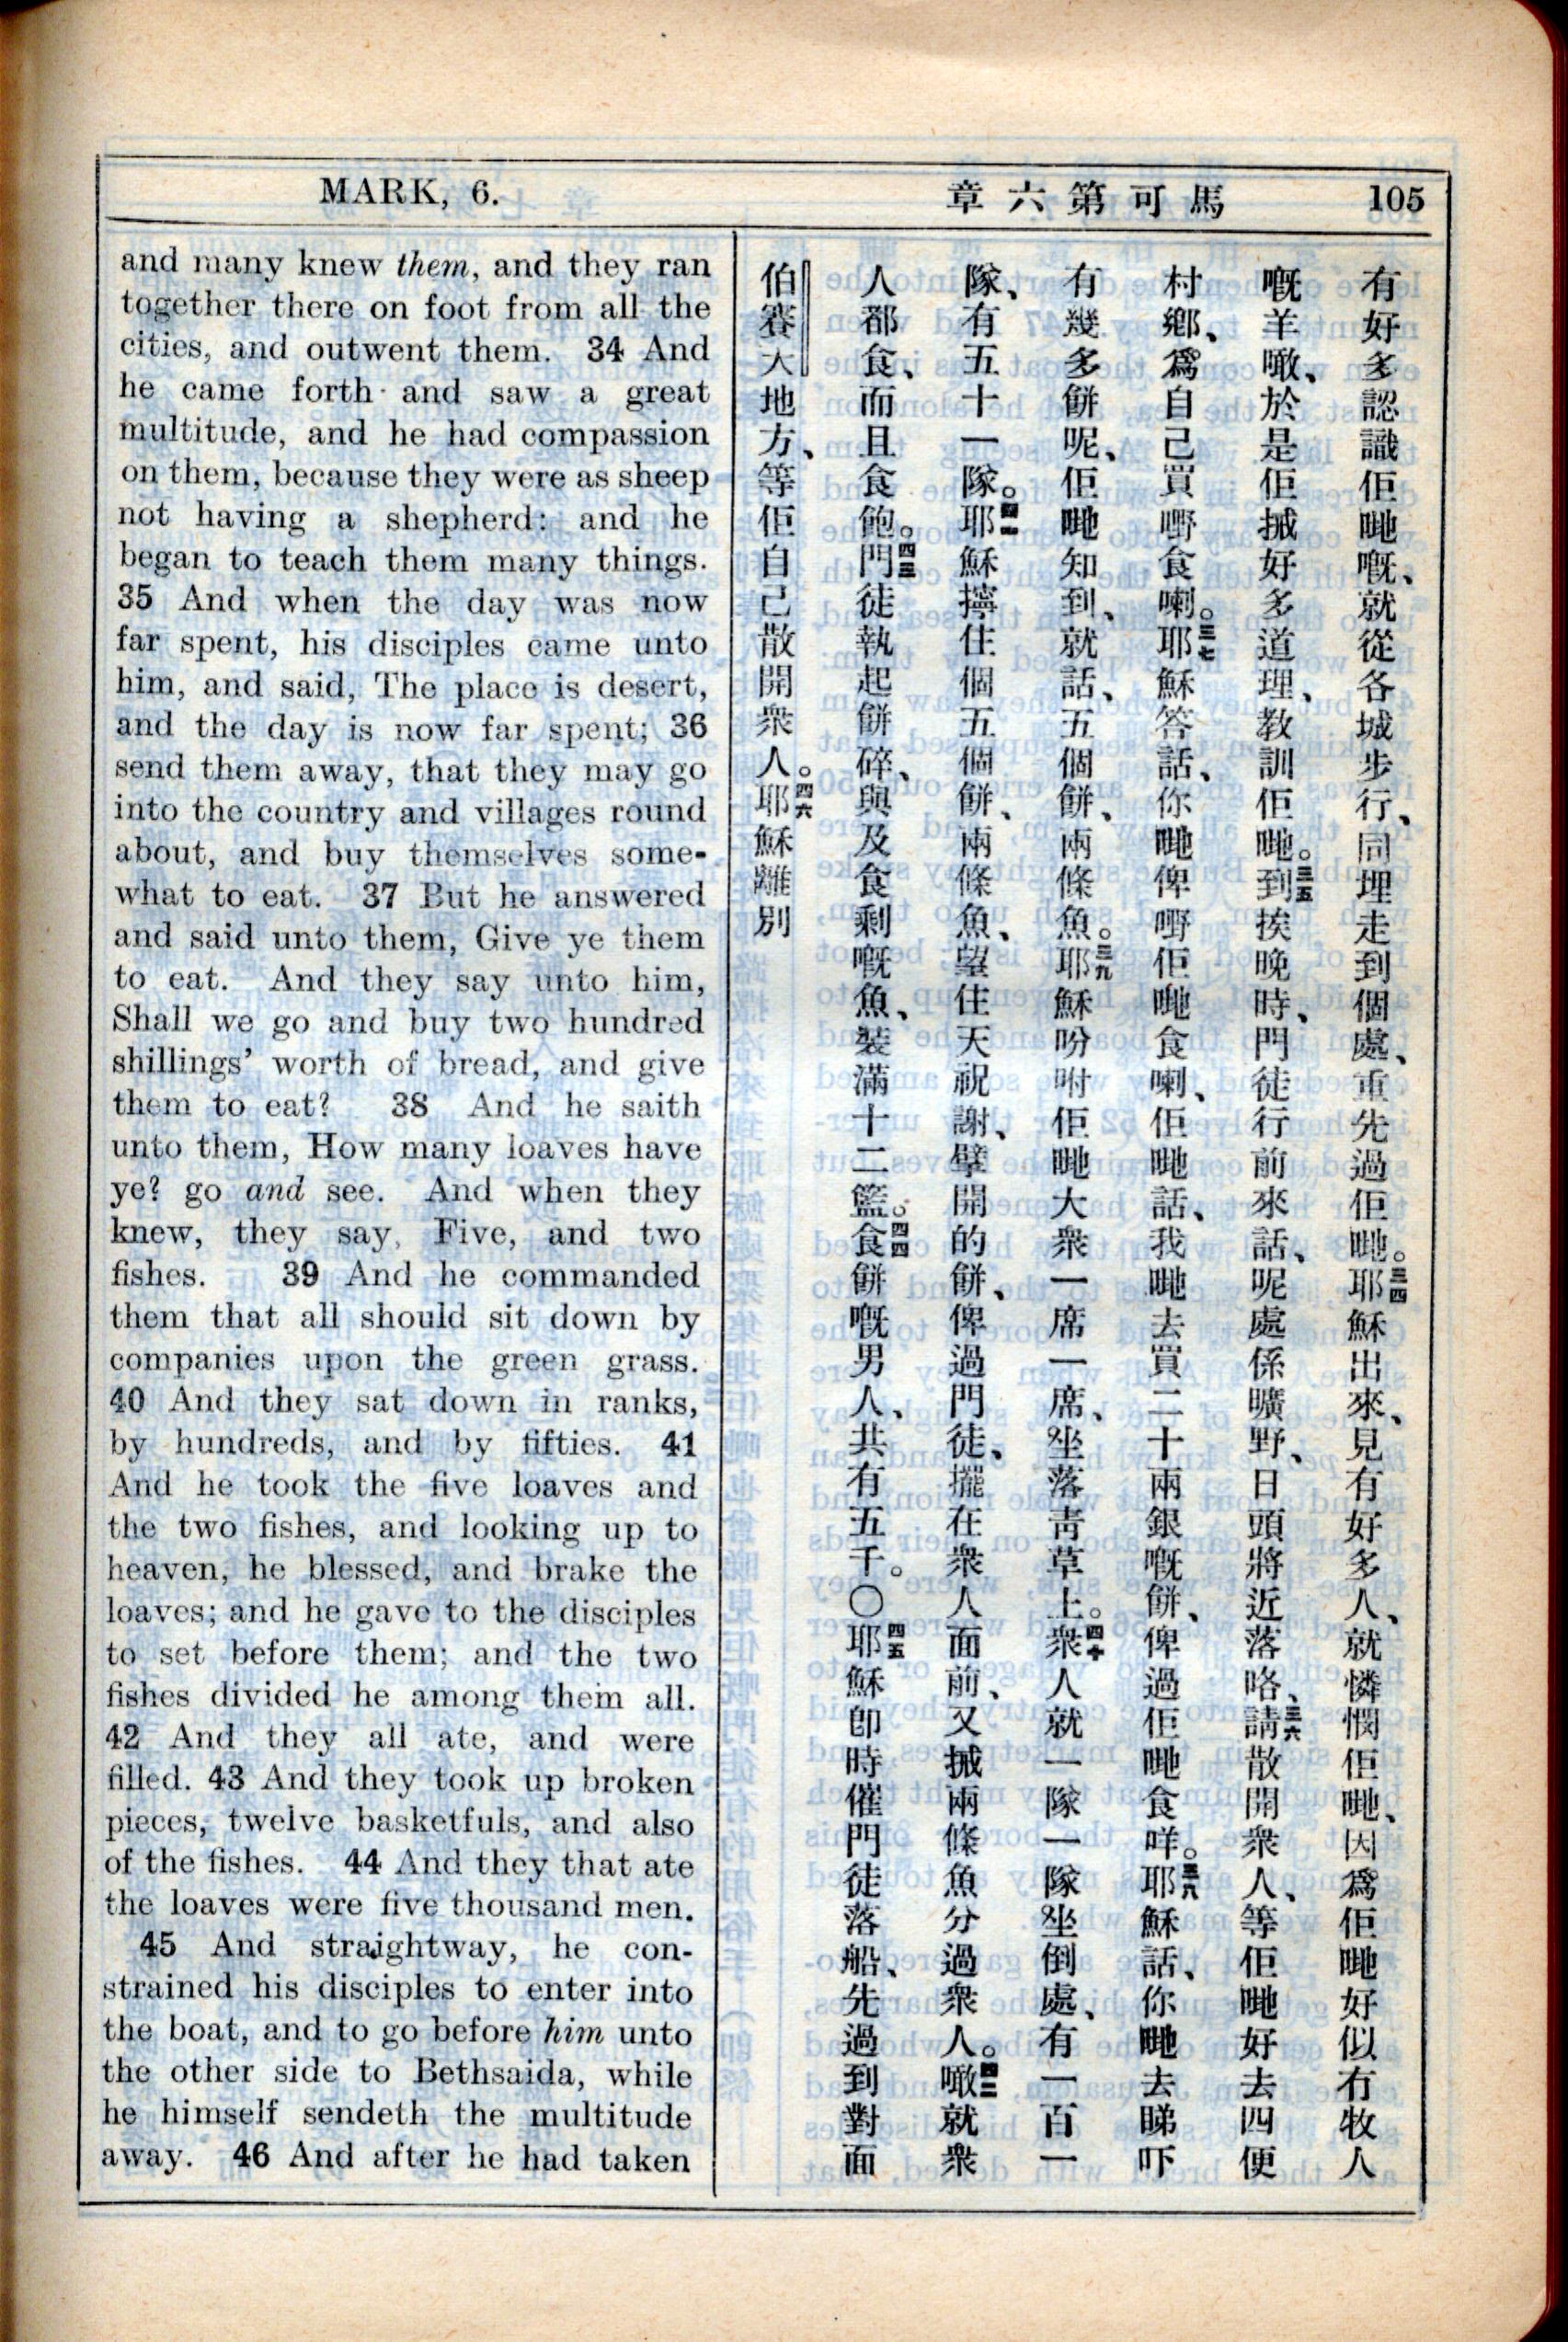 MARK, 6.
章六第可馬
105
and many knew them, and they ran
together there on foot from all the
cities, and outwent them. 34 And
he came forth and saw a great
multitude, and he had compassion
on them, because they were as sheep
not having a shepherd: and he
began to teach them many things.
35 And when the day was now
far spent, his disciples came unto
him, and said, The place is desert,
and the day is now far spent; 36
send them away, that they may go
into the country and villages round
about, and buy themselves some-
what to eat. 37 But he answered
and said unto them, Give ye them
to eat. And they say unto him,
Shall we go and buy two hundred
shillings’ worth of bread, and give
them to eat? 38 And he saith
unto them, How many loaves have
ye? go and see. And when they
knew, they say, Five, and two
fishes. 39 And he commanded
them that all should sit down by
companies upon the green grass.
40 And they sat down in ranks,
by hundreds, and by fifties. 41
And he took the five loaves and
the two fishes, and looking up to
heaven, he blessed, and brake the
loaves; and he gave to the disciples
to set before them; and the two
fishes divided he among them all.
42 And they all ate, and were
filled. 43 And they took up broken
pieces, twelve basketfuls, and also
of the fishes. 44 And they that ate
the loaves were five thousand men.
45 And straightway, he con-
strained his disciples to enter into
the boat, and to go before him unto
the other side to Bethsaida, while
he himself sendeth the multitude
away. 46 And after he had taken
有好多認識佢哋嘅、就從各城步行、同埋走到個處、重先過佢哋。三四耶穌出來、見有好多人、就憐憫佢哋、因爲佢哋好似冇牧人
嘅羊噉、於是佢搣好多道理、教訓佢哋。三五到挨晚時、門徒行前來話、呢處係曠野、日頭將近落咯、三六請散開衆人、等佢哋好去四便
村鄉、爲自己買嘢食喇。三七耶穌答話、你哋俾嘢佢哋食喇、佢哋話、我哋去買二十兩銀嘅餅、俾過佢哋食咩。三八耶穌話、你哋去睇吓
有幾多餅呢、佢哋知到、就話、五個餅、兩條魚。三九耶穌吩咐佢哋大衆一席一席、坐落靑草上。四十衆人就一隊一隊坐倒處、有一百一
隊、有五十一隊。四一耶穌擰住個五個餅、兩條魚、望住天祝謝、擘開的餅、俾過門徒、擺在衆人面前、又搣兩條魚分過衆人。四二噉就衆
人都食、而且食飽。四三門徒執起餅碎、與及食剩嘅魚、裝滿十二籃。四四食餅嘅男人、共有五千。〇四五耶穌卽時催門徒落船、先過到對面
伯賽大地方、等佢自己散開衆人。四六耶穌離別